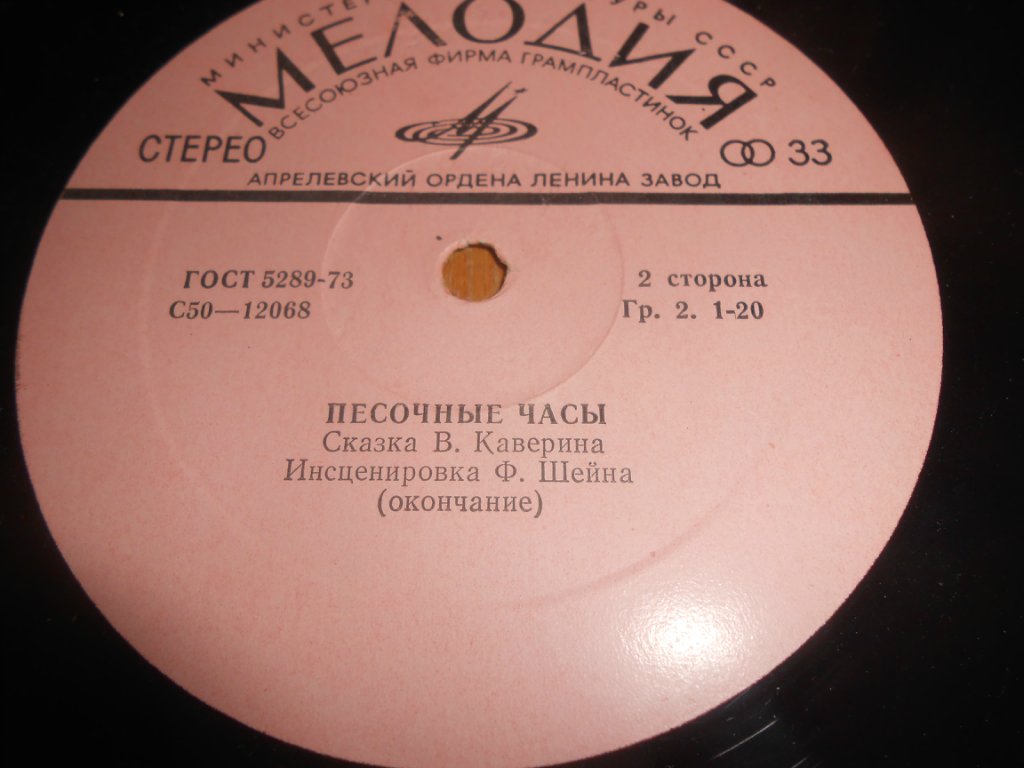 СССР
МЕЛОДИЯ
ВСЕСОЮЗНАЯ ФИРМА ГРАМПЛАСТИНОК
СТЕРЕО
33
АПРЕЛЕВСКИЙ ОРДЕНА ЛЕНИНА ЗАВОД
ГОСТ 5289-73
2 сторона
С50—12068
Гр. 2. 1-20
ПЕСОЧНЫЕ ЧАСЫ
Сказка В. Каверина
Инсценировка Ф. Шейна
(окончание)